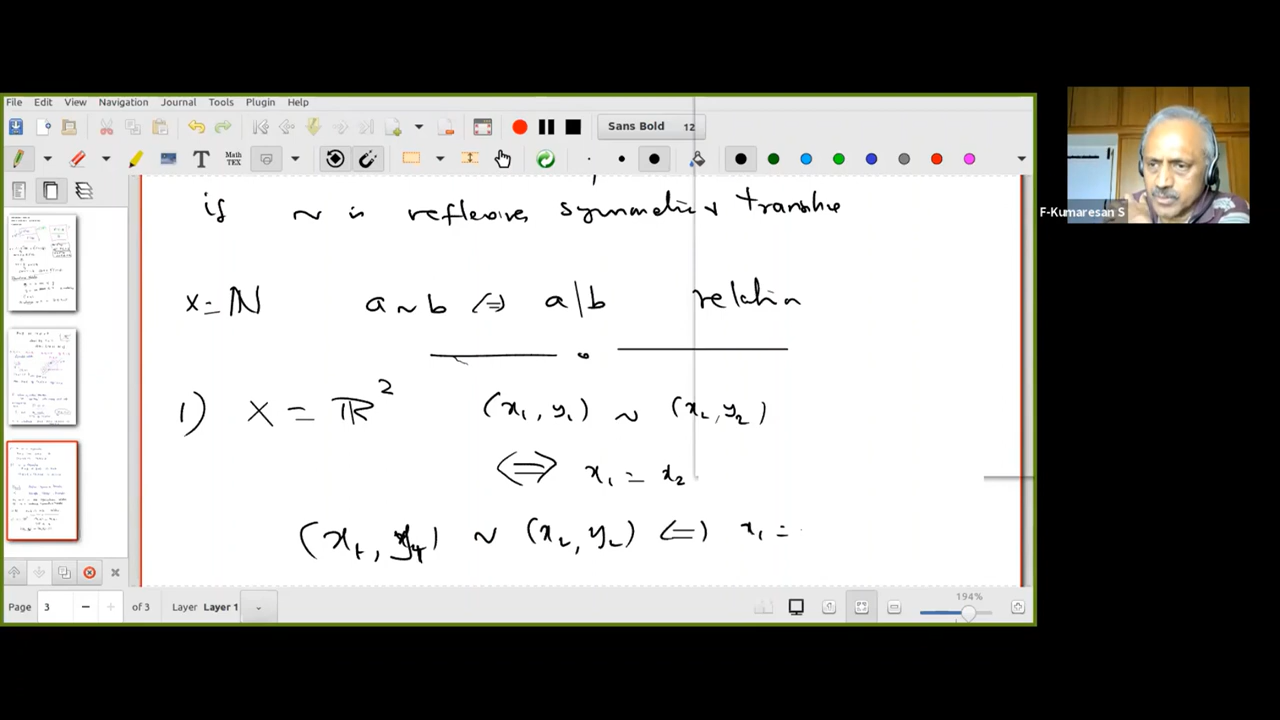 File Edit View Navigation Journal Tools Plugin Help
Sans Bold 12
T Math TEX
if ~ is reflexive symmetric & transitive
X = ℕ a ~ b ⇔ a|b relation
1) X = ℝ² (x₁, y₁) ~ (x₂, y₂)
⇔ x₁ = x₂
(x₁, y₁) ~ (x₂, y₂) ⇔ x₁ =
F-Kumaresan S
194%
Page 3 of 3 Layer Layer 1